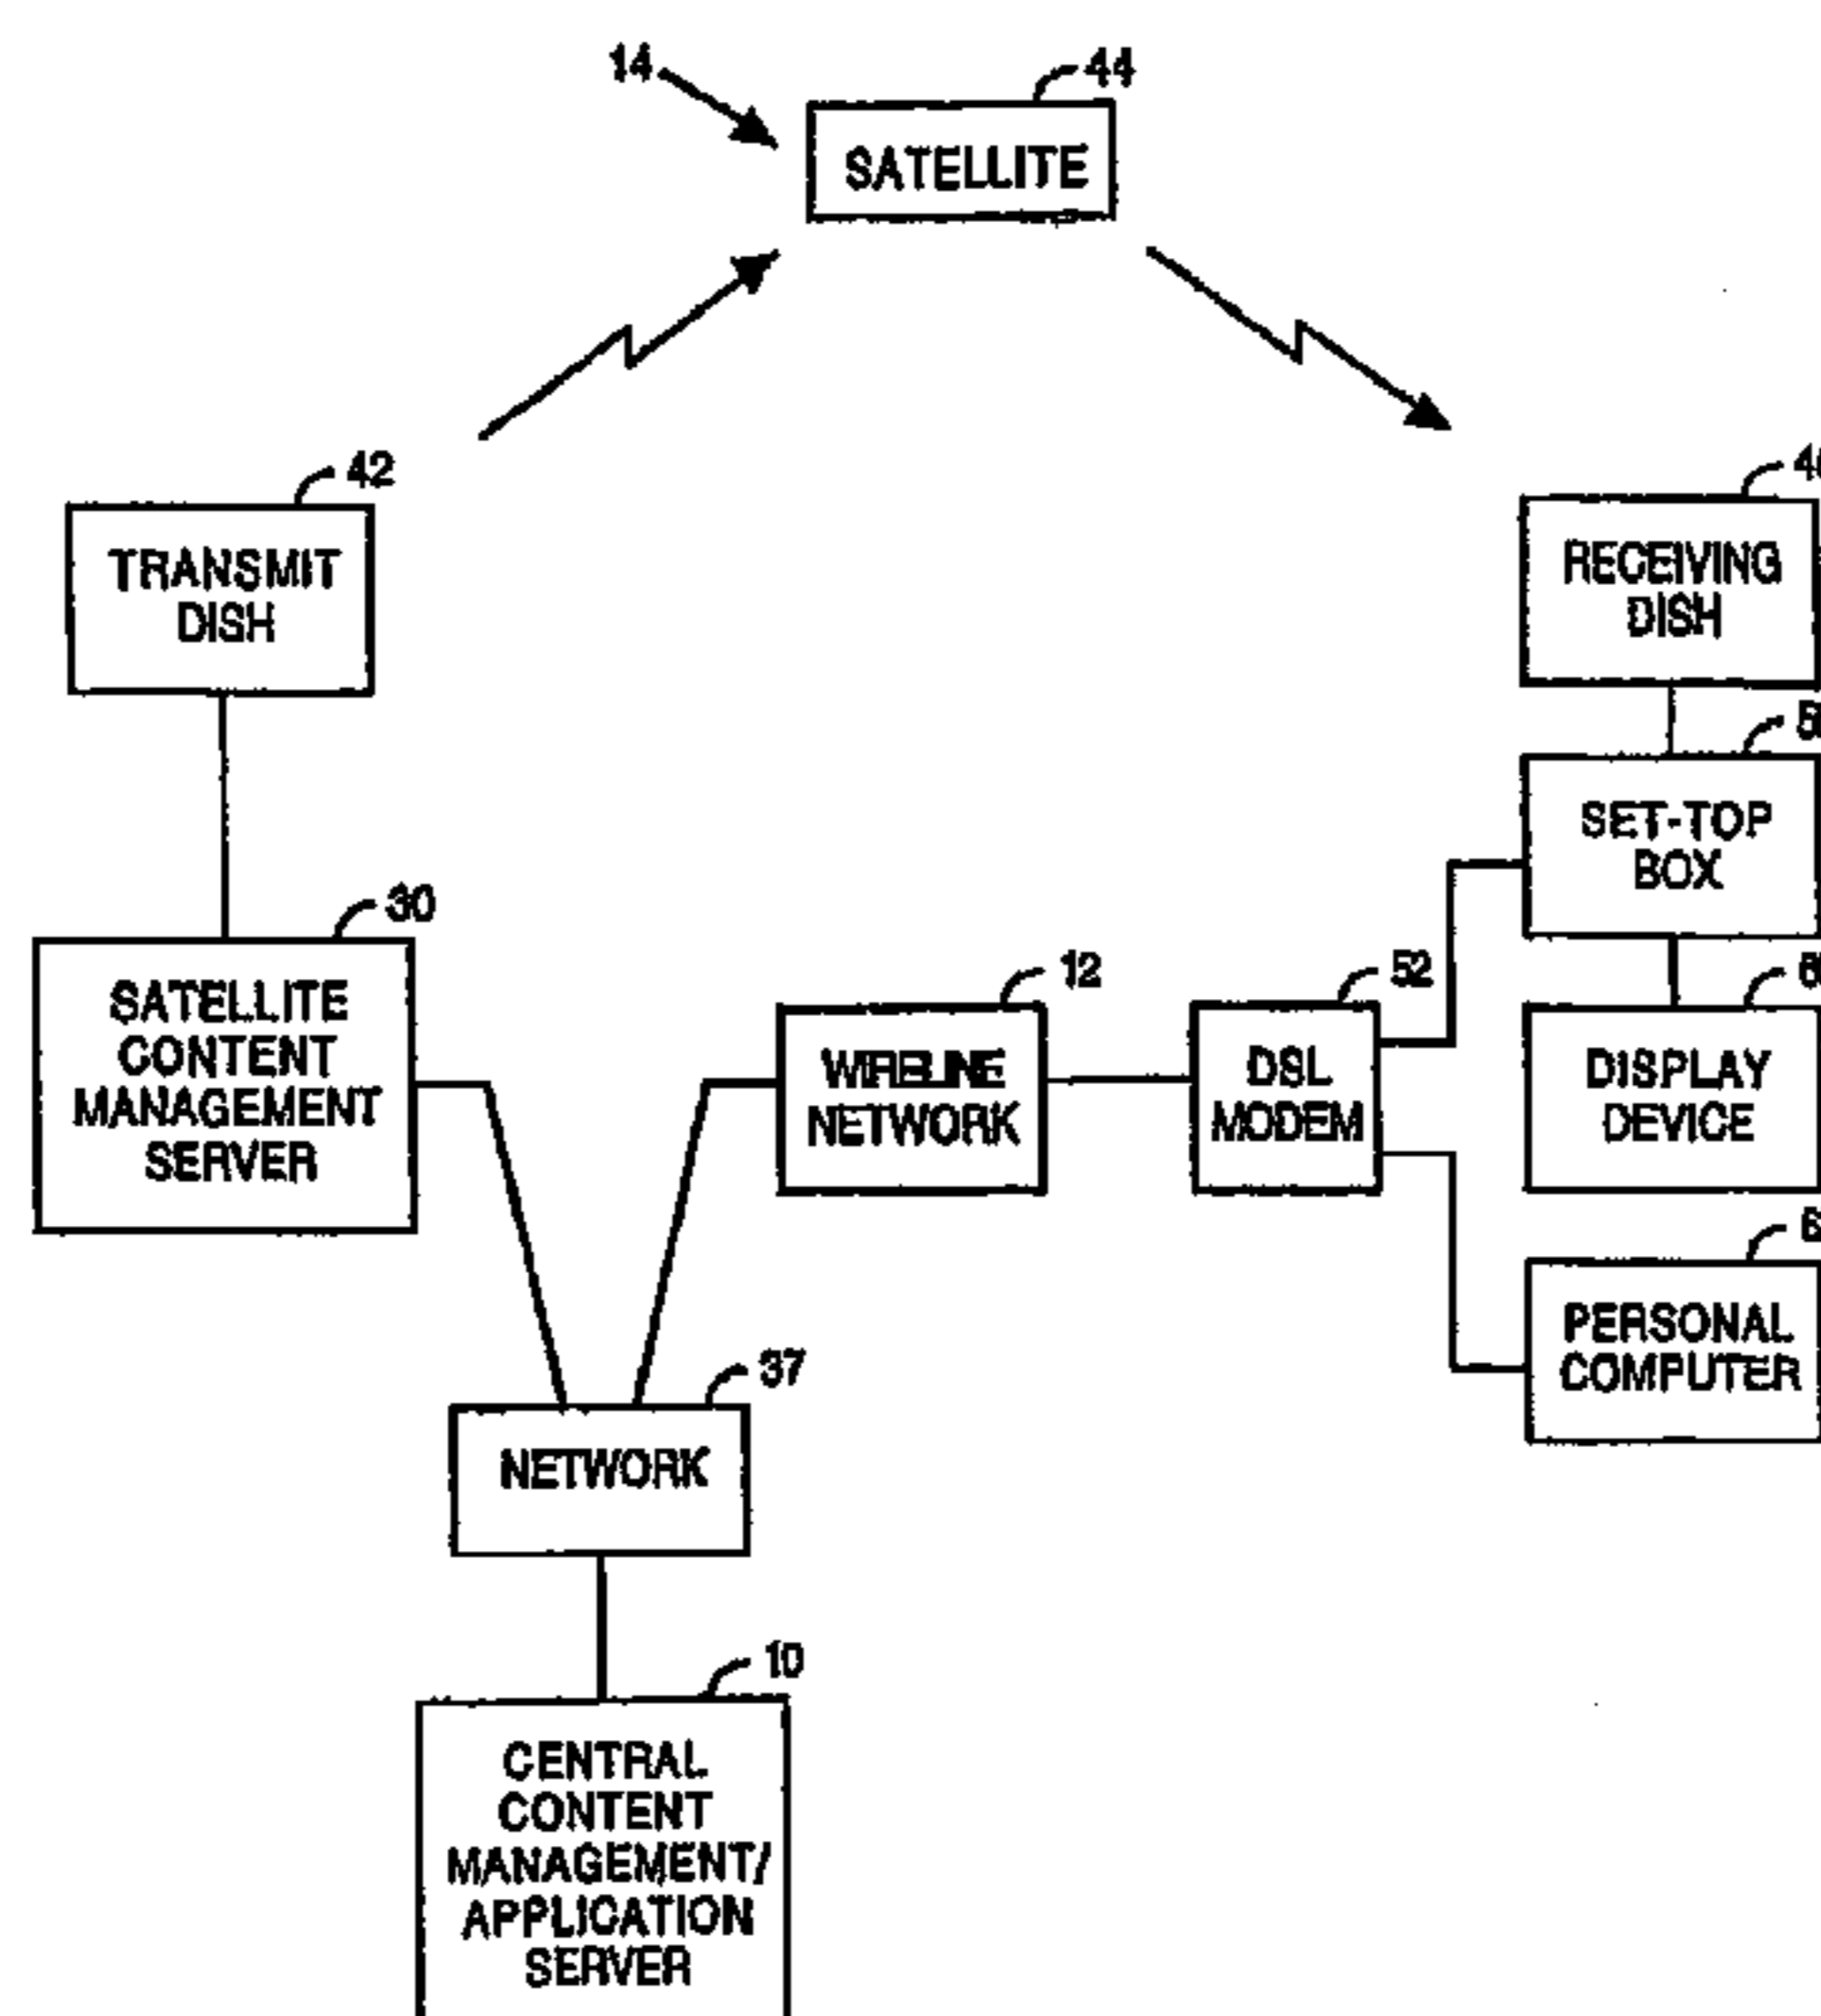 14
44
SATELLITE
42
TRANSMIT
DISH
RECEIVING
DISH
SET-TOP
BOX
30
SATELLITE
CONTENT
MANAGEMENT
SERVER
12
WIRELINE
NETWORK
52
DSL
MODEM
DISPLAY
DEVICE
PERSONAL
COMPUTER
37
NETWORK
10
CENTRAL
CONTENT
MANAGEMENT/
APPLICATION
SERVER